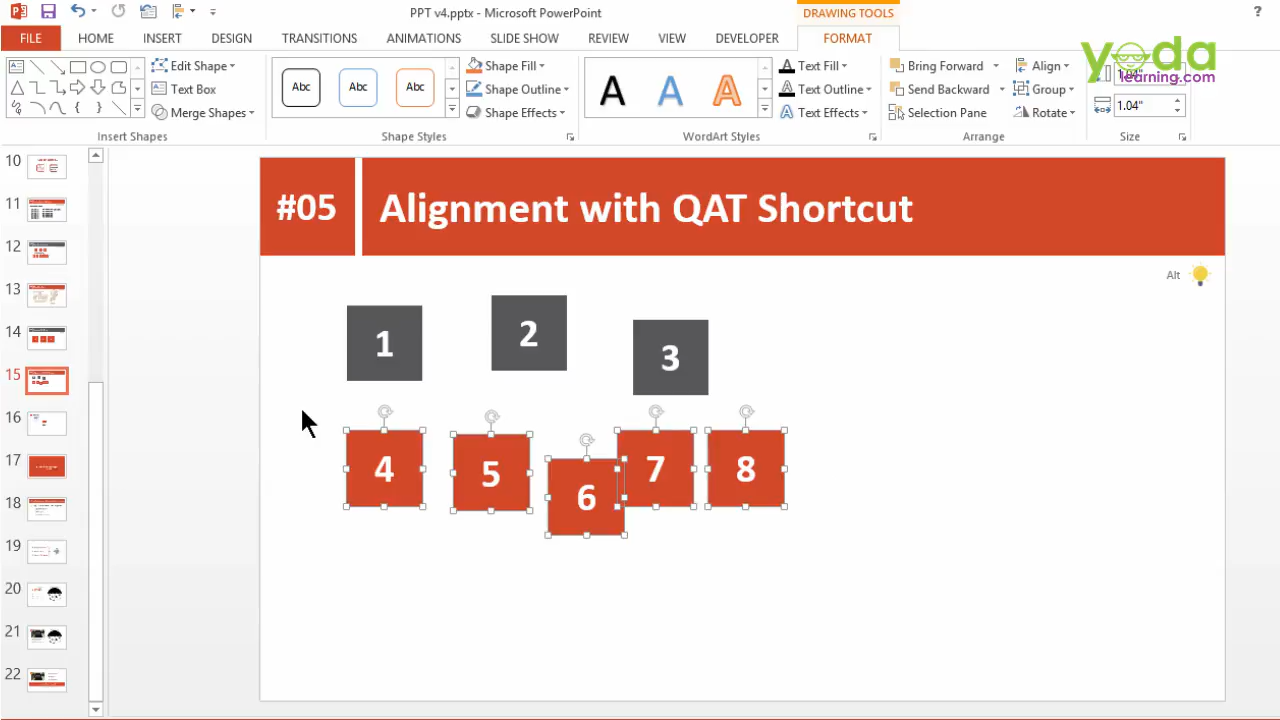 PPT v4.pptx - Microsoft PowerPoint
DRAWING TOOLS
?
FILE
HOME
INSERT
DESIGN
TRANSITIONS
ANIMATIONS
SLIDE SHOW
REVIEW
VIEW
DEVELOPER
FORMAT
yoda
learning.com
Edit Shape
Text Box
Merge Shapes
Insert Shapes
Abc
Abc
Abc
Shape Fill
Shape Outline
Shape Effects
Shape Styles
A
A
A
Text Fill
Text Outline
Text Effects
WordArt Styles
Bring Forward
Send Backward
Selection Pane
Align
Group
Rotate
Arrange
1.04"
1.04"
Size
10
11
12
13
14
15
16
17
18
19
20
21
22
#05
Alignment with QAT Shortcut
Alt
1
2
3
4
5
6
7
8